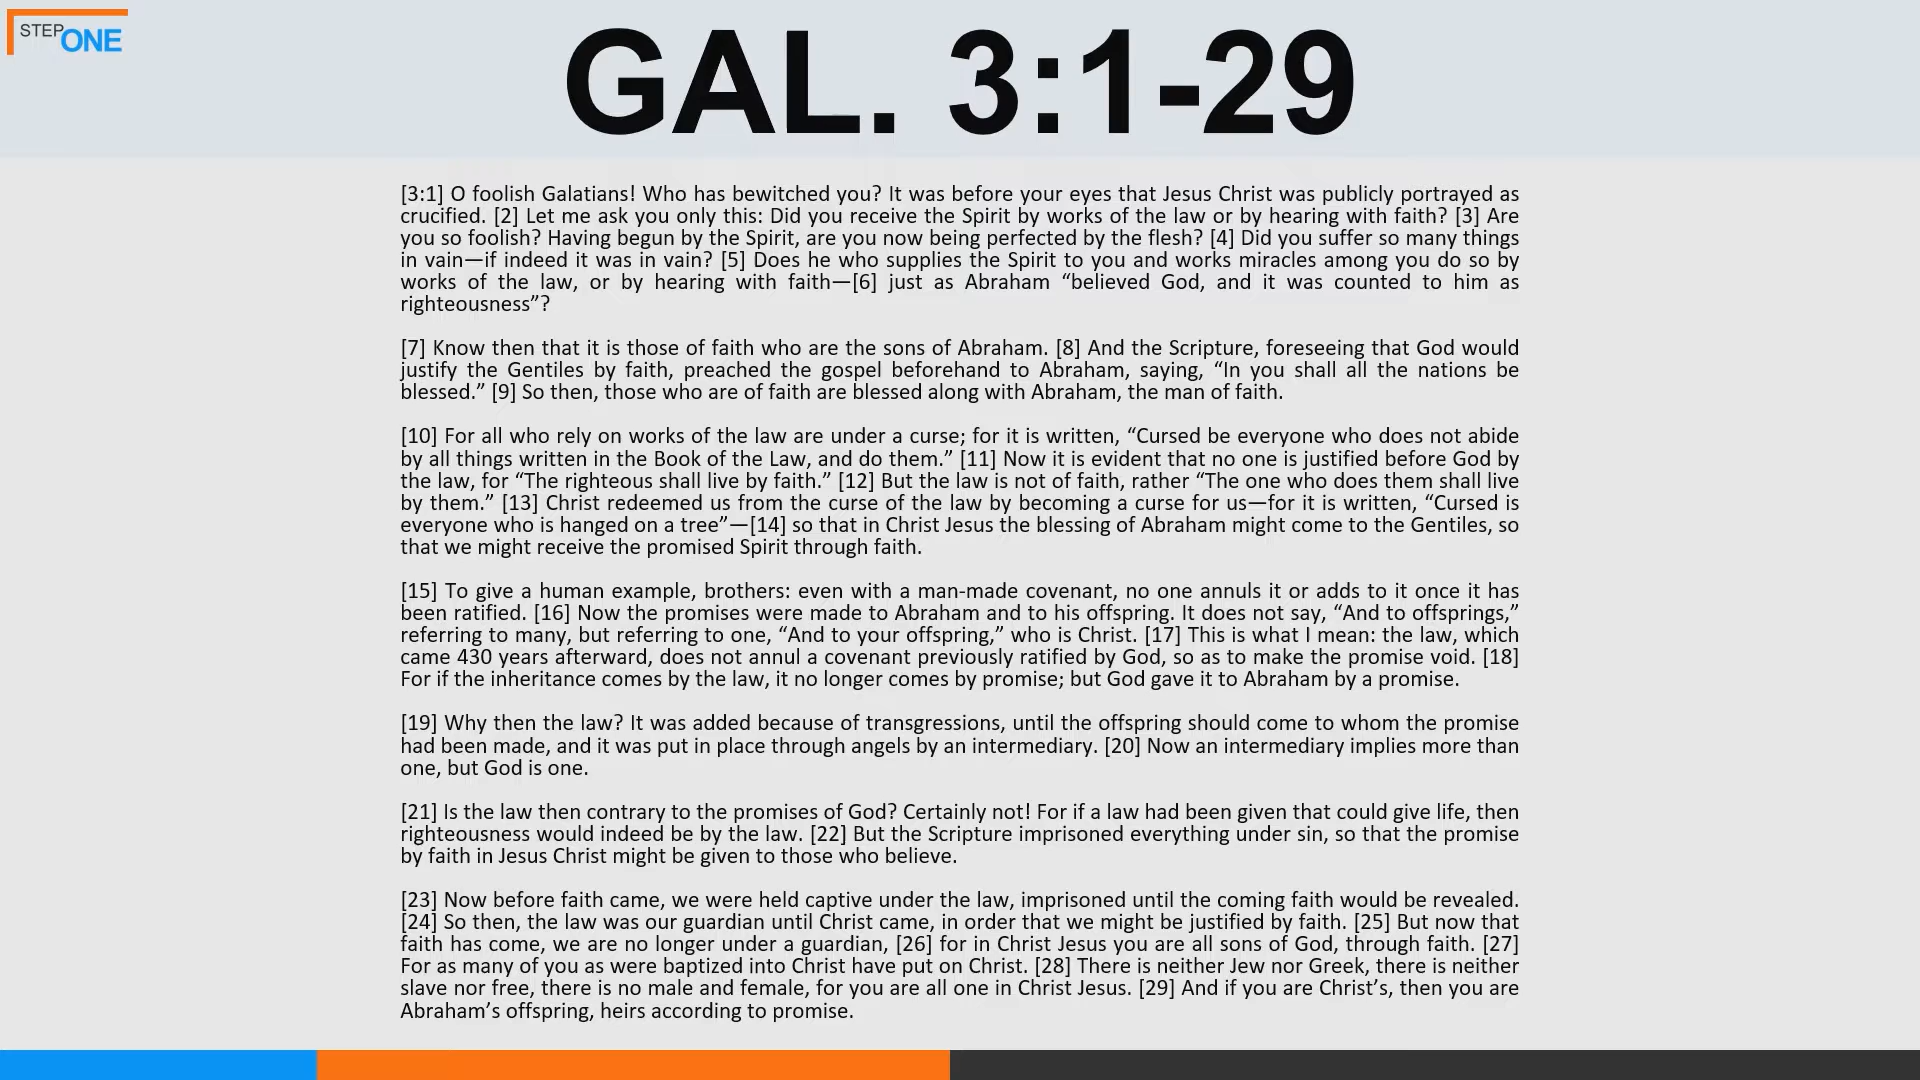 STEP
ONE
GAL. 3:1-29
[3:1] O foolish Galatians! Who has bewitched you? It was before your eyes that Jesus Christ was publicly portrayed as
crucified. [2] Let me ask you only this: Did you receive the Spirit by works of the law or by hearing with faith? [3] Are
you so foolish? Having begun by the Spirit, are you now being perfected by the flesh? [4] Did you suffer so many things
in vain—if indeed it was in vain? [5] Does he who supplies the Spirit to you and works miracles among you do so by
works of the law, or by hearing with faith—[6] just as Abraham “believed God, and it was counted to him as
righteousness”?
[7] Know then that it is those of faith who are the sons of Abraham. [8] And the Scripture, foreseeing that God would
justify the Gentiles by faith, preached the gospel beforehand to Abraham, saying, “In you shall all the nations be
blessed.” [9] So then, those who are of faith are blessed along with Abraham, the man of faith.
[10] For all who rely on works of the law are under a curse; for it is written, “Cursed be everyone who does not abide
by all things written in the Book of the Law, and do them.” [11] Now it is evident that no one is justified before God by
the law, for “The righteous shall live by faith.” [12] But the law is not of faith, rather “The one who does them shall live
by them.” [13] Christ redeemed us from the curse of the law by becoming a curse for us—for it is written, “Cursed is
everyone who is hanged on a tree”—[14] so that in Christ Jesus the blessing of Abraham might come to the Gentiles, so
that we might receive the promised Spirit through faith.
[15] To give a human example, brothers: even with a man-made covenant, no one annuls it or adds to it once it has
been ratified. [16] Now the promises were made to Abraham and to his offspring. It does not say, “And to offsprings,”
referring to many, but referring to one, “And to your offspring,” who is Christ. [17] This is what I mean: the law, which
came 430 years afterward, does not annul a covenant previously ratified by God, so as to make the promise void. [18]
For if the inheritance comes by the law, it no longer comes by promise; but God gave it to Abraham by a promise.
[19] Why then the law? It was added because of transgressions, until the offspring should come to whom the promise
had been made, and it was put in place through angels by an intermediary. [20] Now an intermediary implies more than
one, but God is one.
[21] Is the law then contrary to the promises of God? Certainly not! For if a law had been given that could give life, then
righteousness would indeed be by the law. [22] But the Scripture imprisoned everything under sin, so that the promise
by faith in Jesus Christ might be given to those who believe.
[23] Now before faith came, we were held captive under the law, imprisoned until the coming faith would be revealed.
[24] So then, the law was our guardian until Christ came, in order that we might be justified by faith. [25] But now that
faith has come, we are no longer under a guardian, [26] for in Christ Jesus you are all sons of God, through faith. [27]
For as many of you as were baptized into Christ have put on Christ. [28] There is neither Jew nor Greek, there is neither
slave nor free, there is no male and female, for you are all one in Christ Jesus. [29] And if you are Christ’s, then you are
Abraham’s offspring, heirs according to promise.